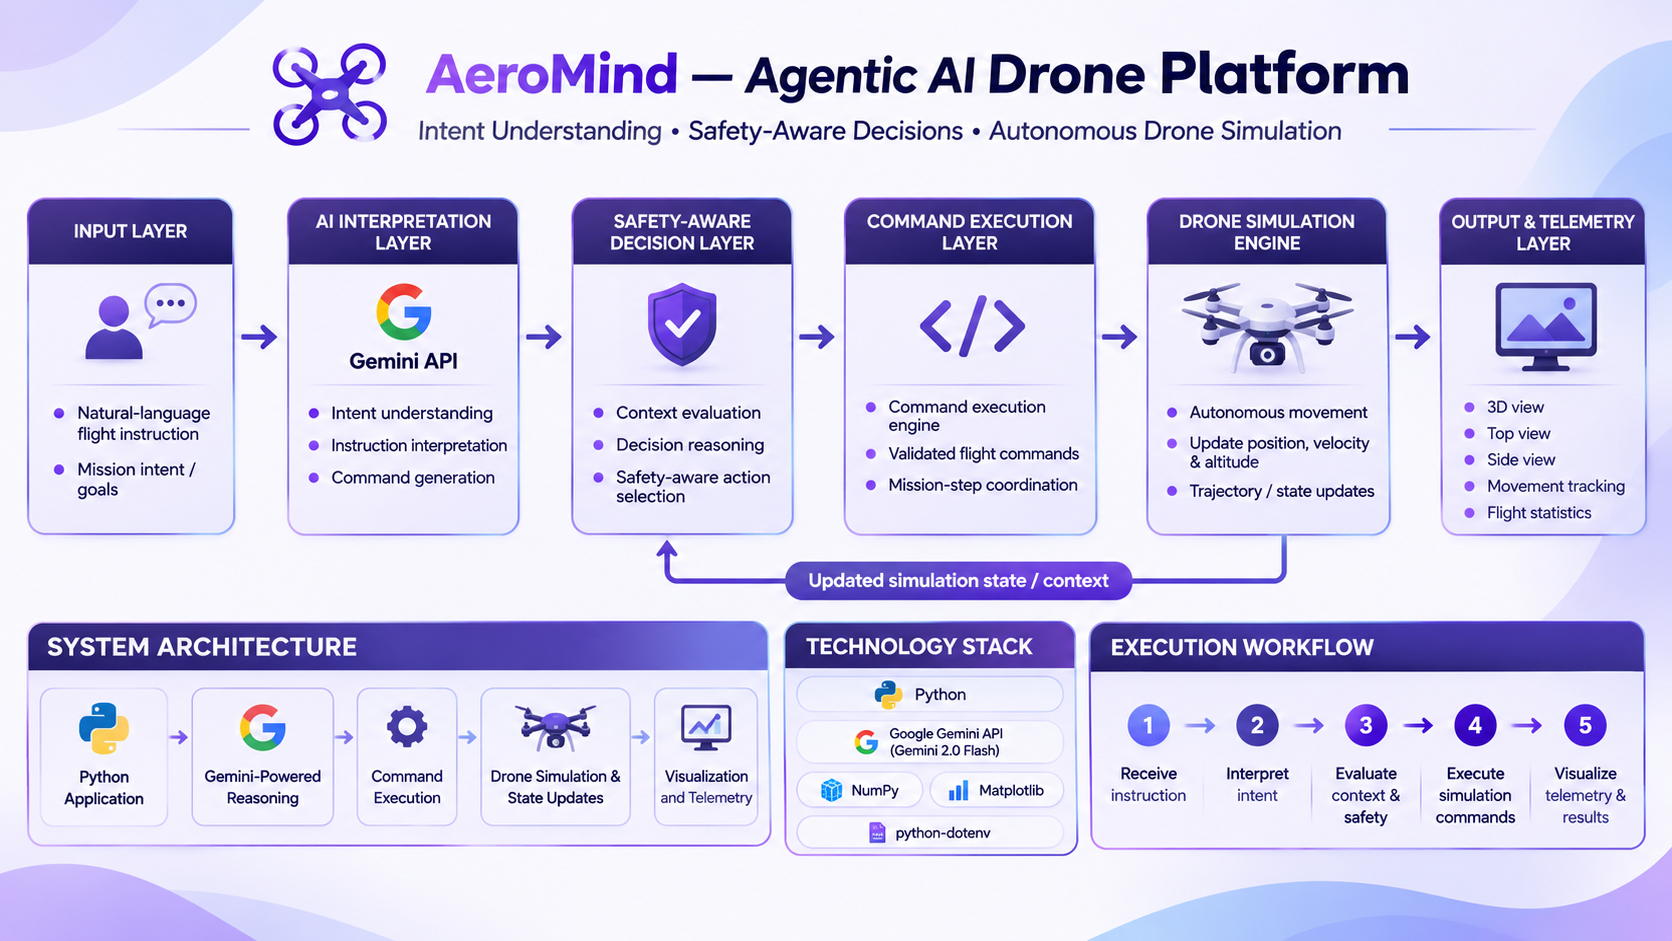 AeroMind — Agentic AI Drone Platform
Intent Understanding • Safety-Aware Decisions • Autonomous Drone Simulation
INPUT LAYER
Natural-language
flight instruction
Mission intent /
goals
AI INTERPRETATION
LAYER
Gemini API
Intent understanding
Instruction interpretation
Command generation
SAFETY-AWARE
DECISION LAYER
Context evaluation
Decision reasoning
Safety-aware action
selection
COMMAND EXECUTION
LAYER
</>
Command execution
engine
Validated flight commands
Mission-step coordination
DRONE SIMULATION
ENGINE
Autonomous movement
Update position, velocity
& altitude
Trajectory / state updates
OUTPUT & TELEMETRY
LAYER
3D view
Top view
Side view
Movement tracking
Flight statistics
Updated simulation state / context
SYSTEM ARCHITECTURE
Python
Application
Gemini-Powered
Reasoning
Command
Execution
Drone Simulation &
State Updates
Visualization
and Telemetry
TECHNOLOGY STACK
Python
Google Gemini API
(Gemini 2.0 Flash)
NumPy
Matplotlib
python-dotenv
EXECUTION WORKFLOW
1
Receive
instruction
2
Interpret
intent
3
Evaluate
context &
safety
4
Execute
simulation
commands
5
Visualize
telemetry &
results